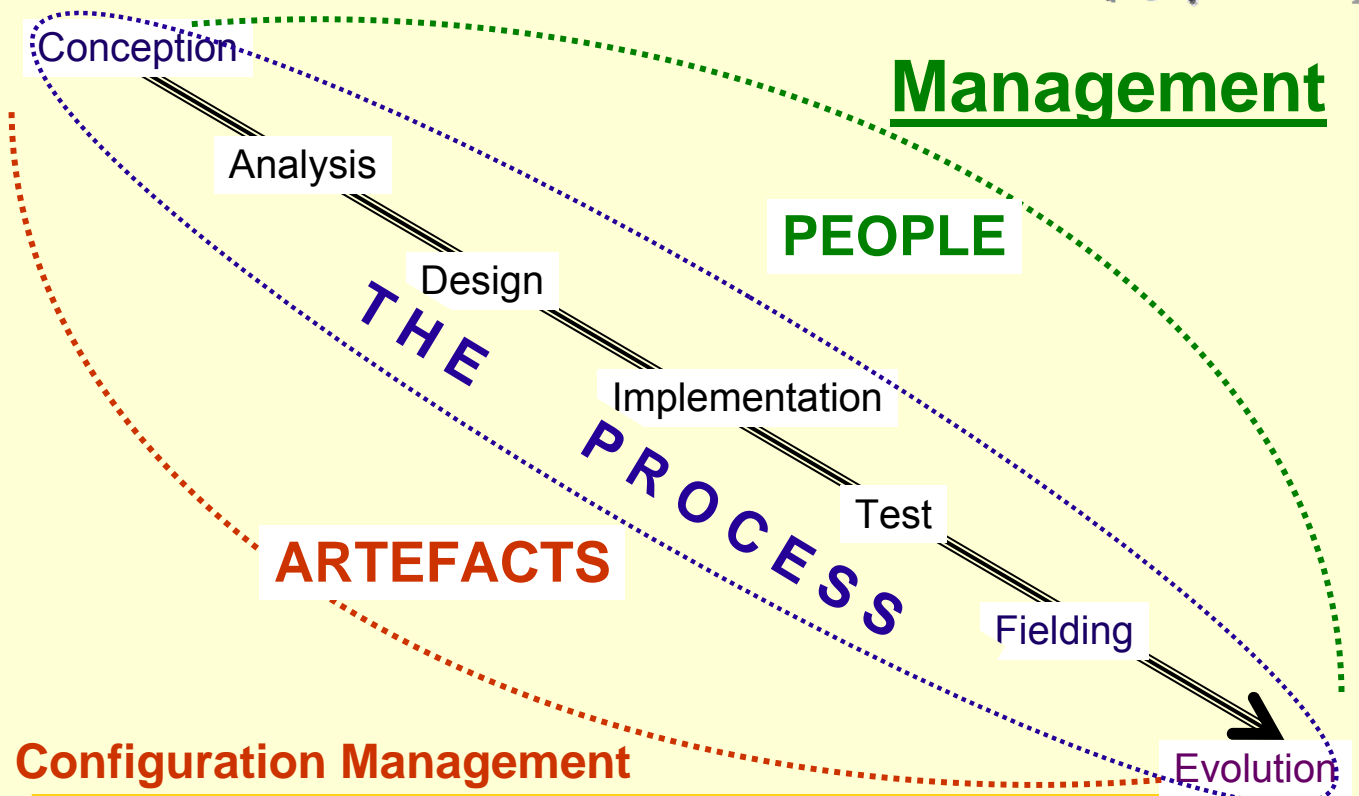 Conception
Management
Analysis
PEOPLE
Design
THE PROCESS
Implementation
Test
ARTEFACTS
Fielding
Configuration Management
Evolution